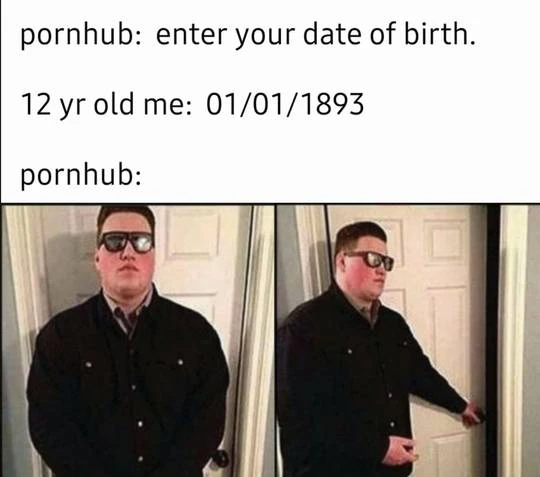 pornhub: enter your date of birth.
12 yr old me: 01/01/1893
pornhub: